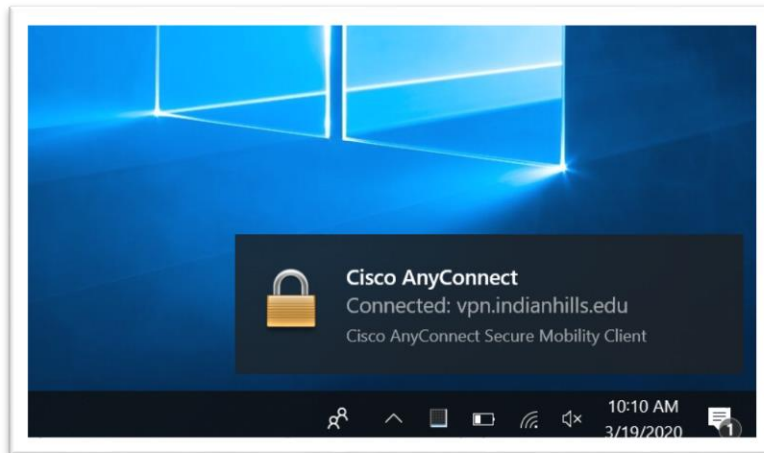 Cisco AnyConnect
Connected: vpn.indianhills.edu
Cisco AnyConnect Secure Mobility Client
10:10 AM
3/19/2020
1